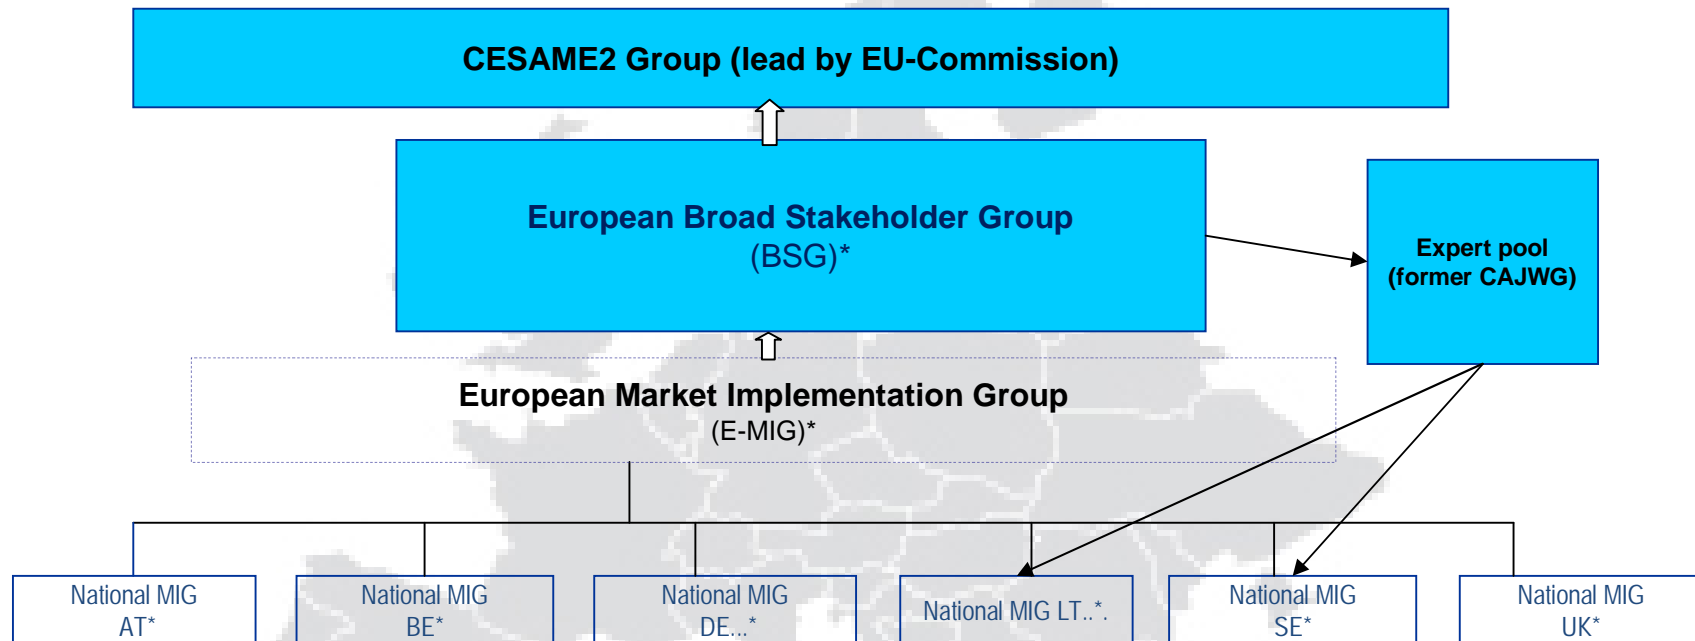 CESAME2 Group (lead by EU-Commission)
European Broad Stakeholder Group
(BSG)*
Expert pool
(former CAJWG)
European Market Implementation Group
(E-MIG)*
National MIG
AT*
National MIG
BE*
National MIG
DE...*
National MIG LT..*.
National MIG
SE*
National MIG
UK*